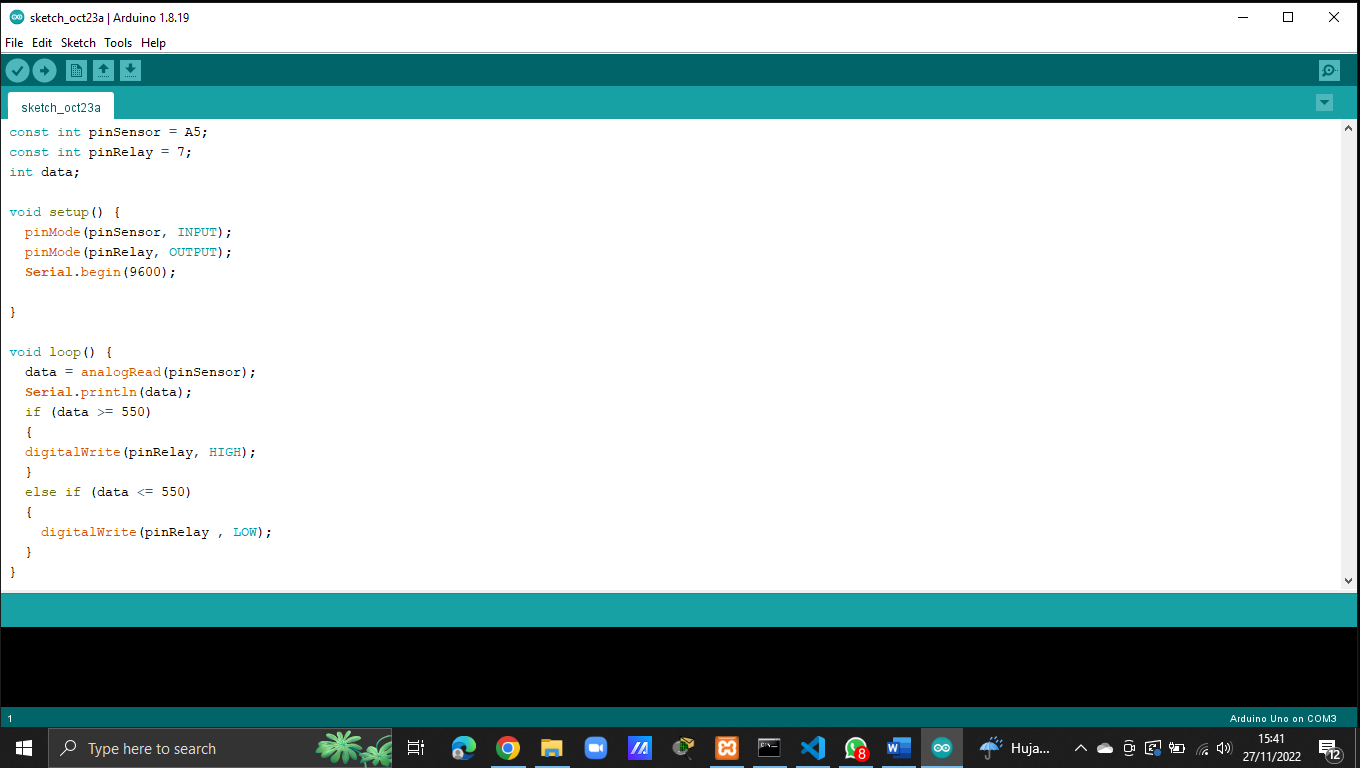 sketch_oct23a | Arduino 1.8.19
File Edit Sketch Tools Help
sketch_oct23a
const int pinSensor = A5;
const int pinRelay = 7;
int data;
void setup() {
pinMode(pinSensor, INPUT);
pinMode(pinRelay, OUTPUT);
Serial.begin(9600);
}
void loop() {
data = analogRead(pinSensor);
Serial.println(data);
if (data >= 550)
{
digitalWrite(pinRelay, HIGH);
}
else if (data <= 550)
{
digitalWrite(pinRelay , LOW);
}
}
1
Arduino Uno on COM3
Type here to search
8
W
Huja...
15:41
27/11/2022
12